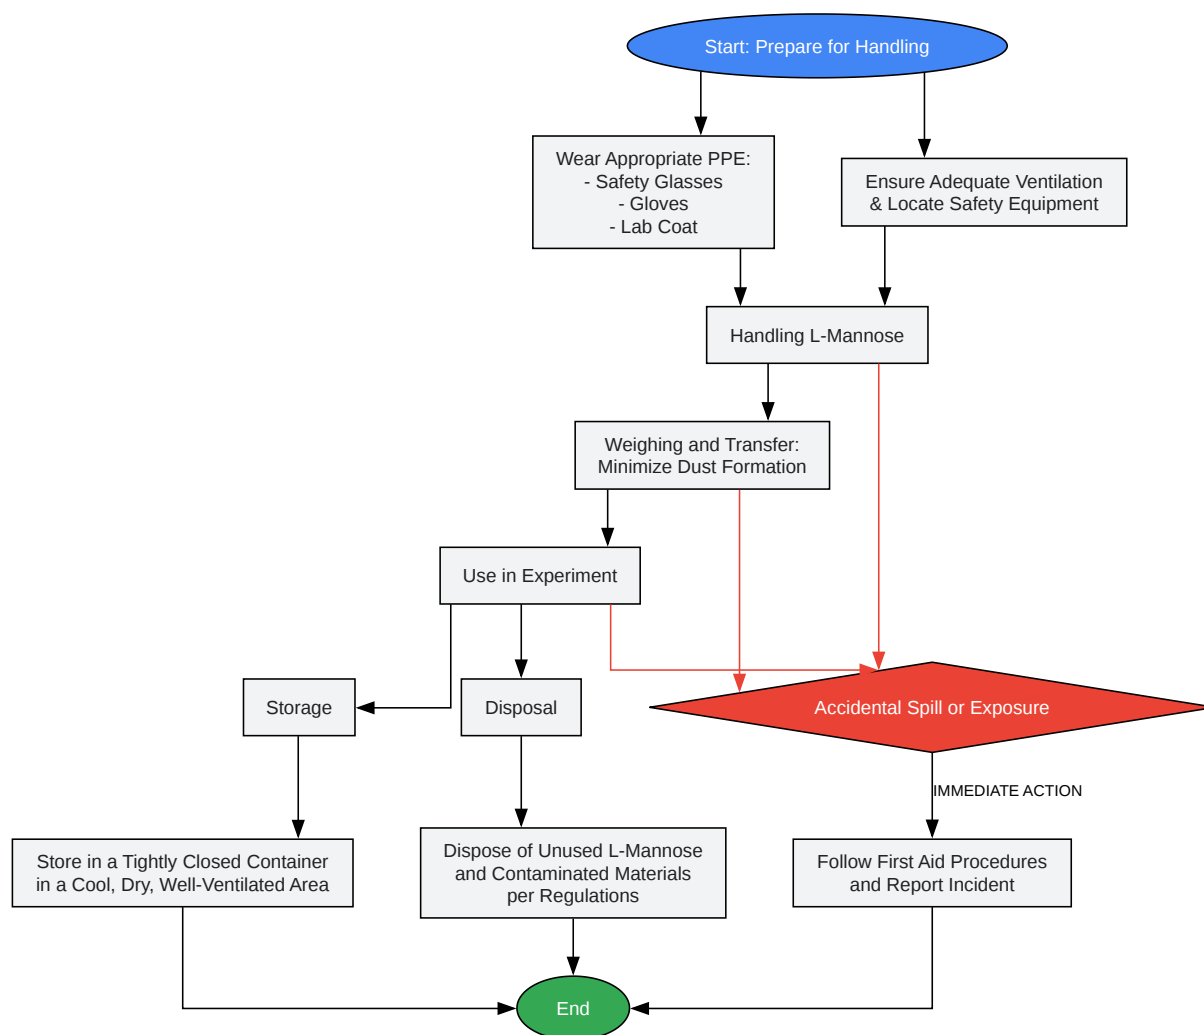 Start: Prepare for Handling
Wear Appropriate PPE:
- Safety Glasses
- Gloves
- Lab Coat
Ensure Adequate Ventilation
& Locate Safety Equipment
Handling L-Mannose
Weighing and Transfer:
Minimize Dust Formation
Use in Experiment
Storage
Disposal
Accidental Spill or Exposure
IMMEDIATE ACTION
Store in a Tightly Closed Container
in a Cool, Dry, Well-Ventilated Area
Dispose of Unused L-Mannose
and Contaminated Materials
per Regulations
Follow First Aid Procedures
and Report Incident
End